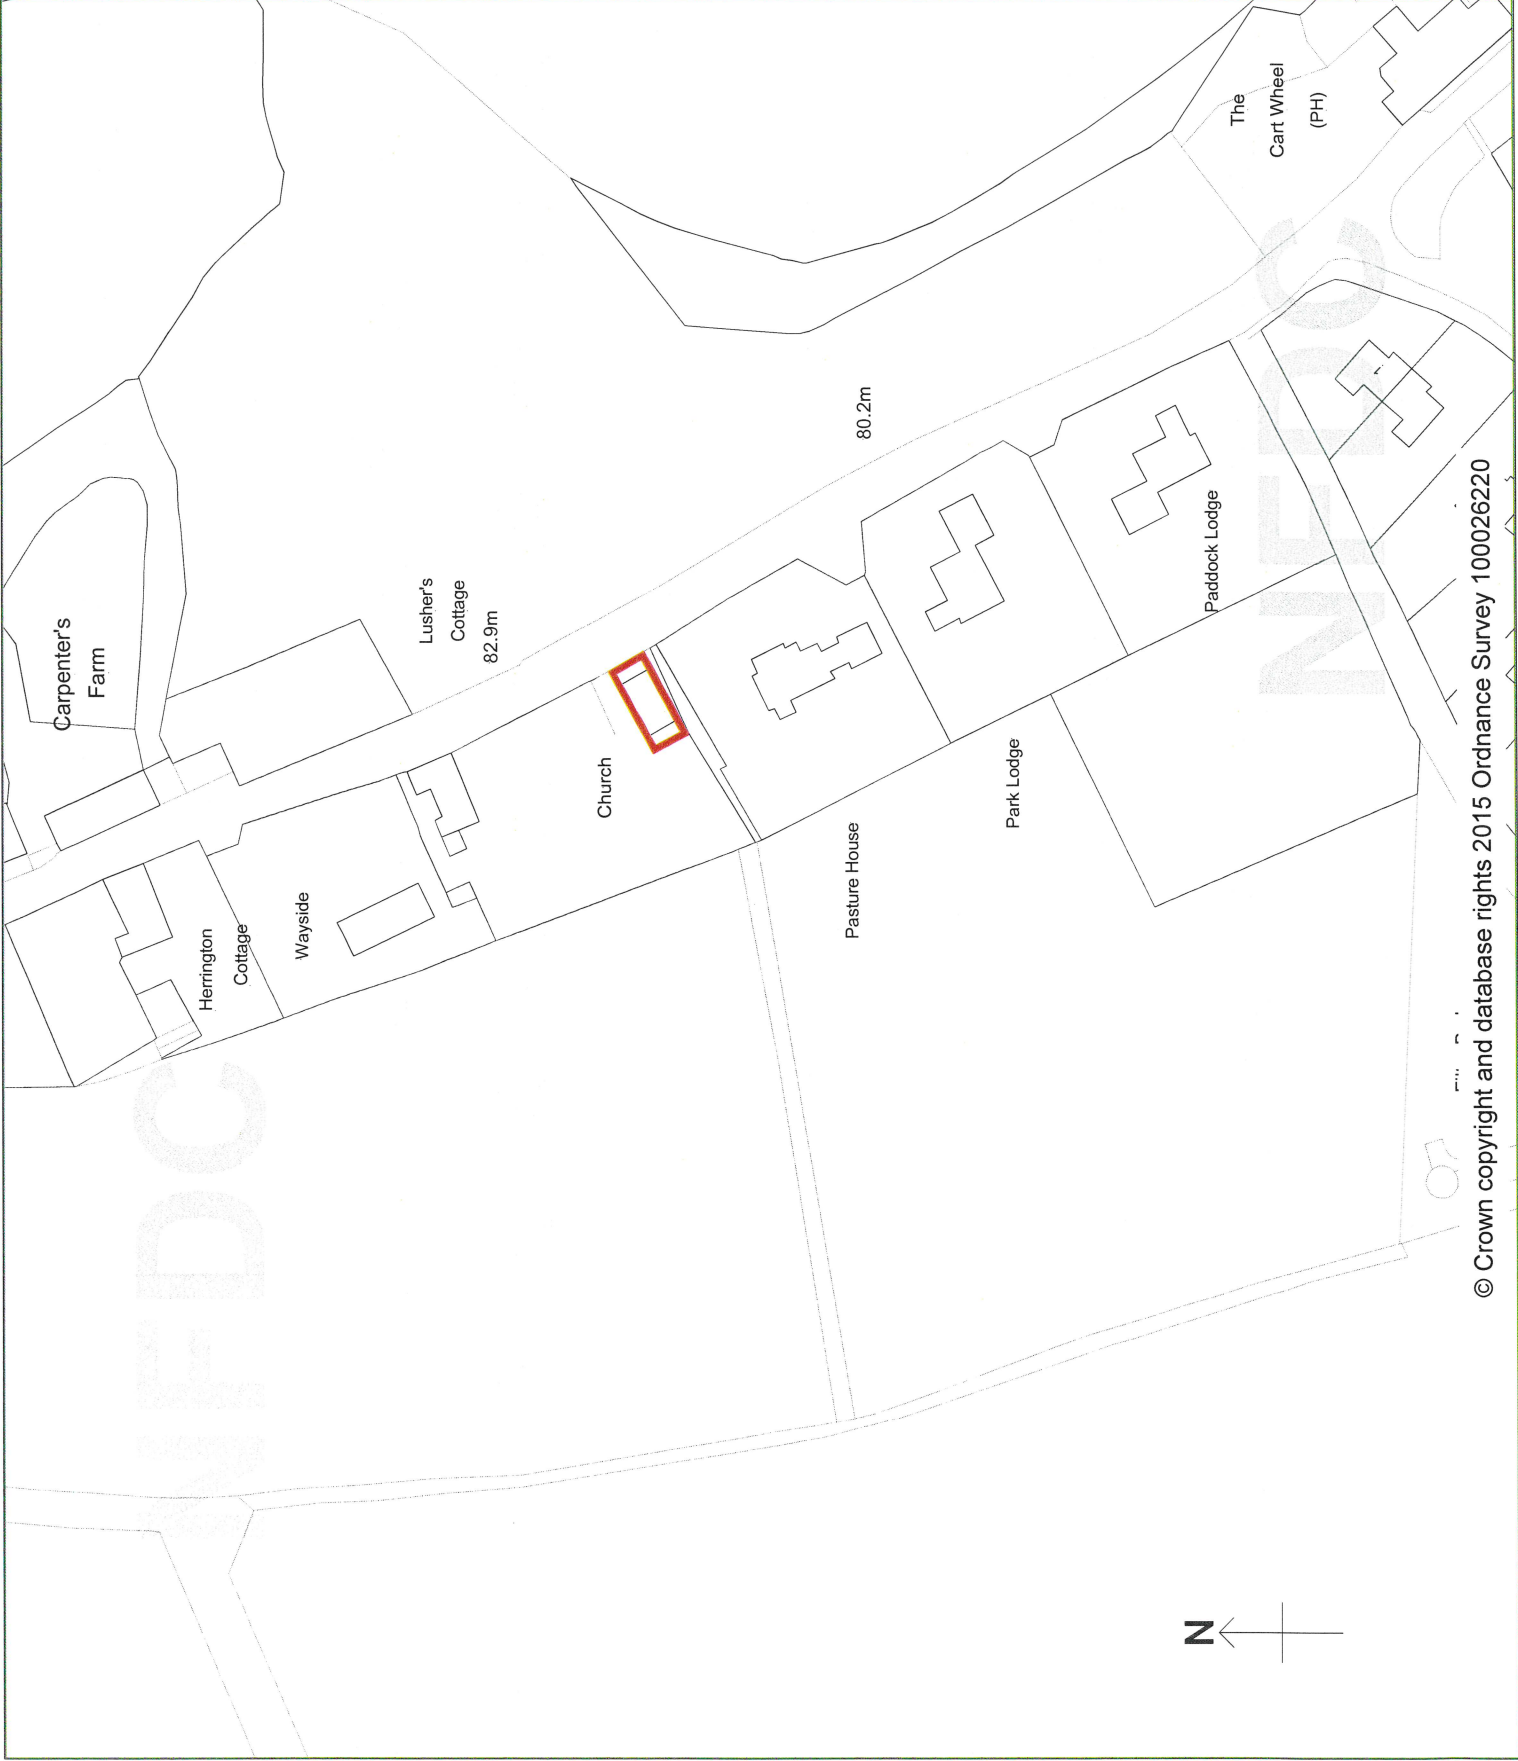 Carpenter's
Farm
Lusher's
Cottage
82.9m
Church
Herrington
Cottage
Wayside
80.2m
The
Cart Wheel
(PH)
Paddock Lodge
Park Lodge
Pasture House
NFDC
NFDC
N
© Crown copyright and database rights 2015 Ordnance Survey 100026220